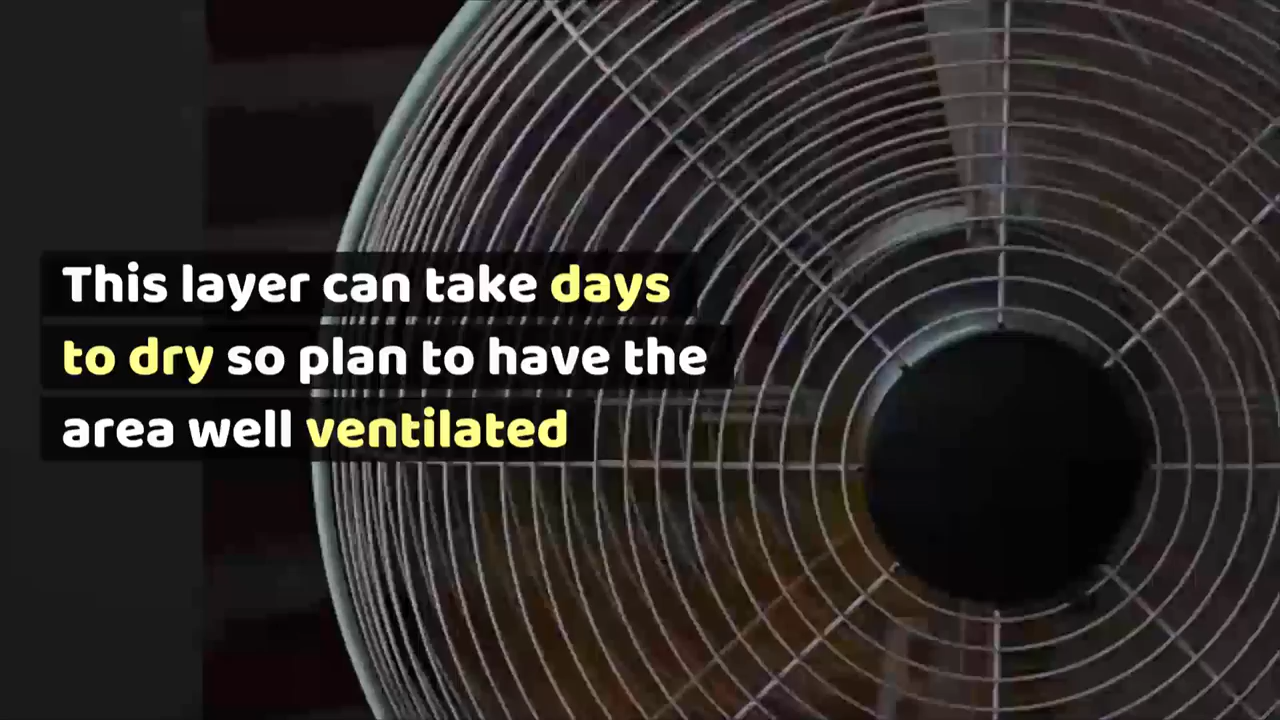 This layer can take days
to dry so plan to have the
area well ventilated